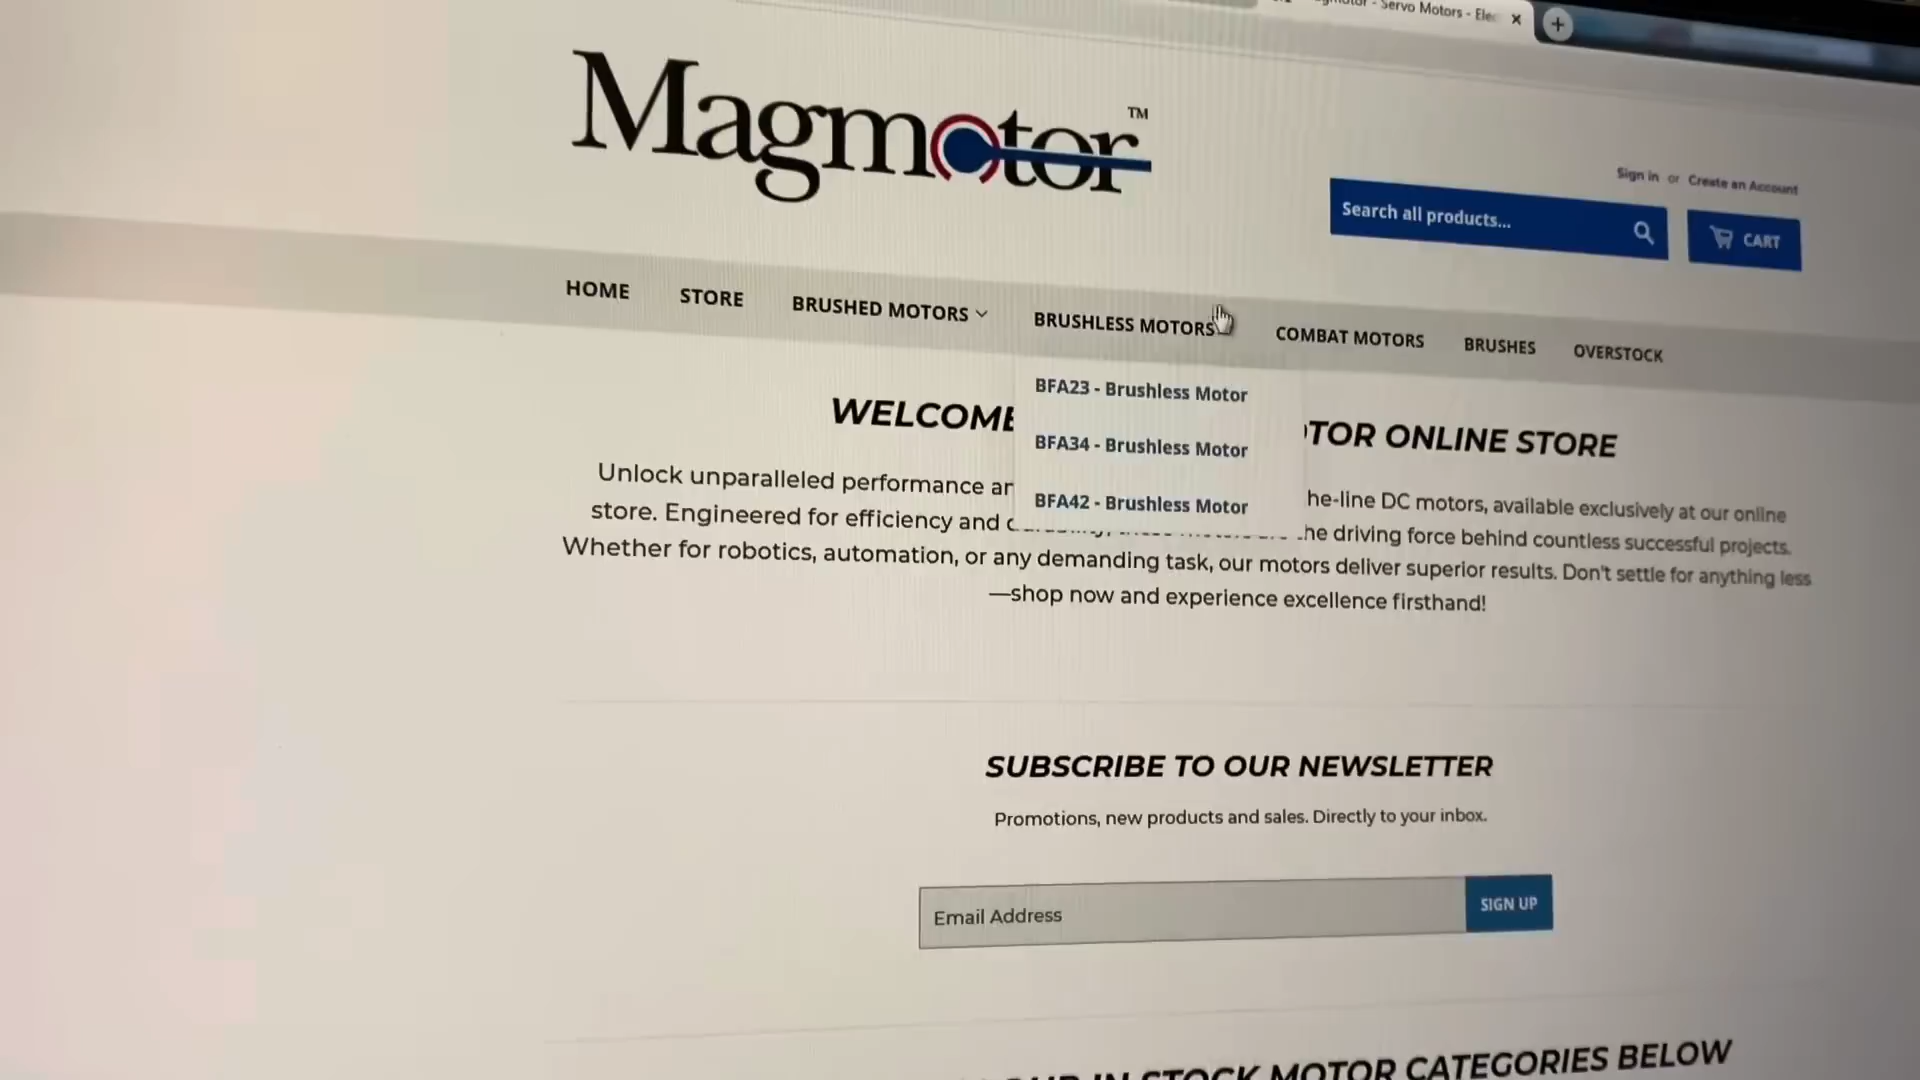 - Servo Motors - Ele
Magmotor™
Sign in or Create an Account
Search all products...
CART
HOME STORE BRUSHED MOTORS BRUSHLESS MOTORS COMBAT MOTORS BRUSHES OVERSTOCK
BFA23 - Brushless Motor
BFA34 - Brushless Motor
BFA42 - Brushless Motor
WELCOME TOR ONLINE STORE
Unlock unparalleled performance an he-line DC motors, available exclusively at our online
store. Engineered for efficiency and he driving force behind countless successful projects.
Whether for robotics, automation, or any demanding task, our motors deliver superior results. Don't settle for anything less
—shop now and experience excellence firsthand!
SUBSCRIBE TO OUR NEWSLETTER
Promotions, new products and sales. Directly to your inbox.
Email Address
SIGN UP
IN STOCK MOTOR CATEGORIES BELOW